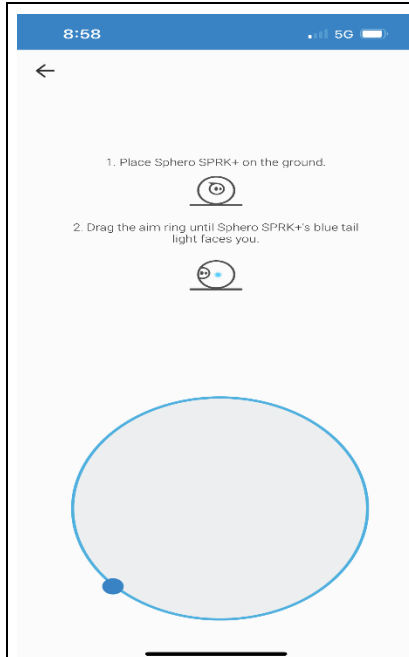 8:58
5G
1. Place Sphero SPRK+ on the ground.
2. Drag the aim ring until Sphero SPRK+'s blue tail
light faces you.